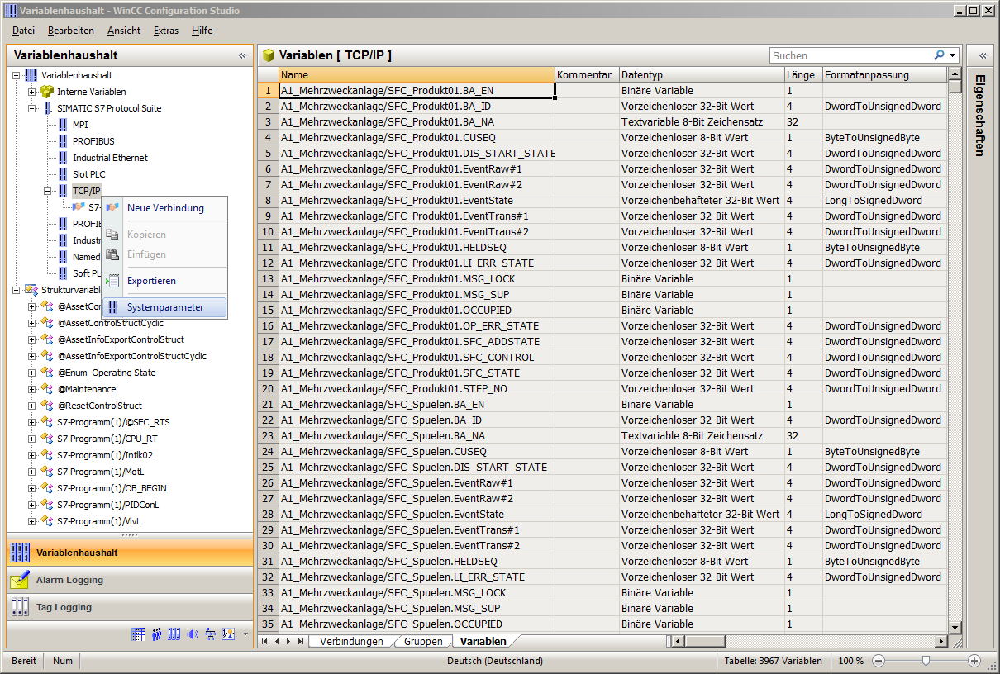 Variablenhaushalt - WinCC Configuration Studio
Datei Bearbeiten Ansicht Extras Hilfe
Variablenhaushalt «
Variablenhaushalt
Interne Variablen
SIMATIC S7 Protocol Suite
MPI
PROFIBUS
Industrial Ethernet
Slot PLC
TCP/IP
S7-
PROFIE
Industr
Named
Soft PL
Strukturvariabl
@AssetCor
@AssetControlStructCyclic
@AssetInfoExportControlStruct
@AssetInfoExportControlStructCyclic
@Enum_Operating State
@Maintenance
@ResetControlStruct
S7-Programm(1)/@SFC_RTS
S7-Programm(1)/CPU_RT
S7-Programm(1)/Intlk02
S7-Programm(1)/MotL
S7-Programm(1)/OB_BEGIN
S7-Programm(1)/PIDConL
S7-Programm(1)/VlvL
Neue Verbindung
Kopieren
Einfügen
Exportieren
Systemparameter
Variablenhaushalt
Alarm Logging
Tag Logging
Variablen [ TCP/IP ] Suchen
Name Kommentar Datentyp Länge Formatanpassung
1 A1_Mehrzweckanlage/SFC_Produkt01.BA_EN Binäre Variable 1
2 A1_Mehrzweckanlage/SFC_Produkt01.BA_ID Vorzeichenloser 32-Bit Wert 4 DwordToUnsignedDword
3 A1_Mehrzweckanlage/SFC_Produkt01.BA_NA Textvariable 8-Bit Zeichensatz 32
4 A1_Mehrzweckanlage/SFC_Produkt01.CUSEQ Vorzeichenloser 8-Bit Wert 1 ByteToUnsignedByte
5 A1_Mehrzweckanlage/SFC_Produkt01.DIS_START_STATE Vorzeichenloser 32-Bit Wert 4 DwordToUnsignedDword
6 A1_Mehrzweckanlage/SFC_Produkt01.EventRaw#1 Vorzeichenloser 32-Bit Wert 4 DwordToUnsignedDword
7 A1_Mehrzweckanlage/SFC_Produkt01.EventRaw#2 Vorzeichenloser 32-Bit Wert 4 DwordToUnsignedDword
8 A1_Mehrzweckanlage/SFC_Produkt01.EventState Vorzeichenbehafteter 32-Bit Wert 4 LongToSignedDword
9 A1_Mehrzweckanlage/SFC_Produkt01.EventTrans#1 Vorzeichenloser 32-Bit Wert 4 DwordToUnsignedDword
10 A1_Mehrzweckanlage/SFC_Produkt01.EventTrans#2 Vorzeichenloser 32-Bit Wert 4 DwordToUnsignedDword
11 A1_Mehrzweckanlage/SFC_Produkt01.HELDSEQ Vorzeichenloser 8-Bit Wert 1 ByteToUnsignedByte
12 A1_Mehrzweckanlage/SFC_Produkt01.LI_ERR_STATE Vorzeichenloser 32-Bit Wert 4 DwordToUnsignedDword
13 A1_Mehrzweckanlage/SFC_Produkt01.MSG_LOCK Binäre Variable 1
14 A1_Mehrzweckanlage/SFC_Produkt01.MSG_SUP Binäre Variable 1
15 A1_Mehrzweckanlage/SFC_Produkt01.OCCUPIED Binäre Variable 1
16 A1_Mehrzweckanlage/SFC_Produkt01.OP_ERR_STATE Vorzeichenloser 32-Bit Wert 4 DwordToUnsignedDword
17 A1_Mehrzweckanlage/SFC_Produkt01.SFC_ADDSTATE Vorzeichenloser 32-Bit Wert 4 DwordToUnsignedDword
18 A1_Mehrzweckanlage/SFC_Produkt01.SFC_CONTROL Vorzeichenloser 32-Bit Wert 4 DwordToUnsignedDword
19 A1_Mehrzweckanlage/SFC_Produkt01.SFC_STATE Vorzeichenloser 32-Bit Wert 4 DwordToUnsignedDword
20 A1_Mehrzweckanlage/SFC_Produkt01.STEP_NO Vorzeichenloser 32-Bit Wert 4 DwordToUnsignedDword
21 A1_Mehrzweckanlage/SFC_Spuelen.BA_EN Binäre Variable 1
22 A1_Mehrzweckanlage/SFC_Spuelen.BA_ID Vorzeichenloser 32-Bit Wert 4 DwordToUnsignedDword
23 A1_Mehrzweckanlage/SFC_Spuelen.BA_NA Textvariable 8-Bit Zeichensatz 32
24 A1_Mehrzweckanlage/SFC_Spuelen.CUSEQ Vorzeichenloser 8-Bit Wert 1 ByteToUnsignedByte
25 A1_Mehrzweckanlage/SFC_Spuelen.DIS_START_STATE Vorzeichenloser 32-Bit Wert 4 DwordToUnsignedDword
26 A1_Mehrzweckanlage/SFC_Spuelen.EventRaw#1 Vorzeichenloser 32-Bit Wert 4 DwordToUnsignedDword
27 A1_Mehrzweckanlage/SFC_Spuelen.EventRaw#2 Vorzeichenloser 32-Bit Wert 4 DwordToUnsignedDword
28 A1_Mehrzweckanlage/SFC_Spuelen.EventState Vorzeichenbehafteter 32-Bit Wert 4 LongToSignedDword
29 A1_Mehrzweckanlage/SFC_Spuelen.EventTrans#1 Vorzeichenloser 32-Bit Wert 4 DwordToUnsignedDword
30 A1_Mehrzweckanlage/SFC_Spuelen.EventTrans#2 Vorzeichenloser 32-Bit Wert 4 DwordToUnsignedDword
31 A1_Mehrzweckanlage/SFC_Spuelen.HELDSEQ Vorzeichenloser 8-Bit Wert 1 ByteToUnsignedByte
32 A1_Mehrzweckanlage/SFC_Spuelen.LI_ERR_STATE Vorzeichenloser 32-Bit Wert 4 DwordToUnsignedDword
33 A1_Mehrzweckanlage/SFC_Spuelen.MSG_LOCK Binäre Variable 1
34 A1_Mehrzweckanlage/SFC_Spuelen.MSG_SUP Binäre Variable 1
35 A1_Mehrzweckanlage/SFC_Spuelen.OCCUPIED Binäre Variable 1
Verbindungen Gruppen Variablen
«
Eigenschaften
Bereit Num Deutsch (Deutschland) Tabelle: 3967 Variablen 100 %